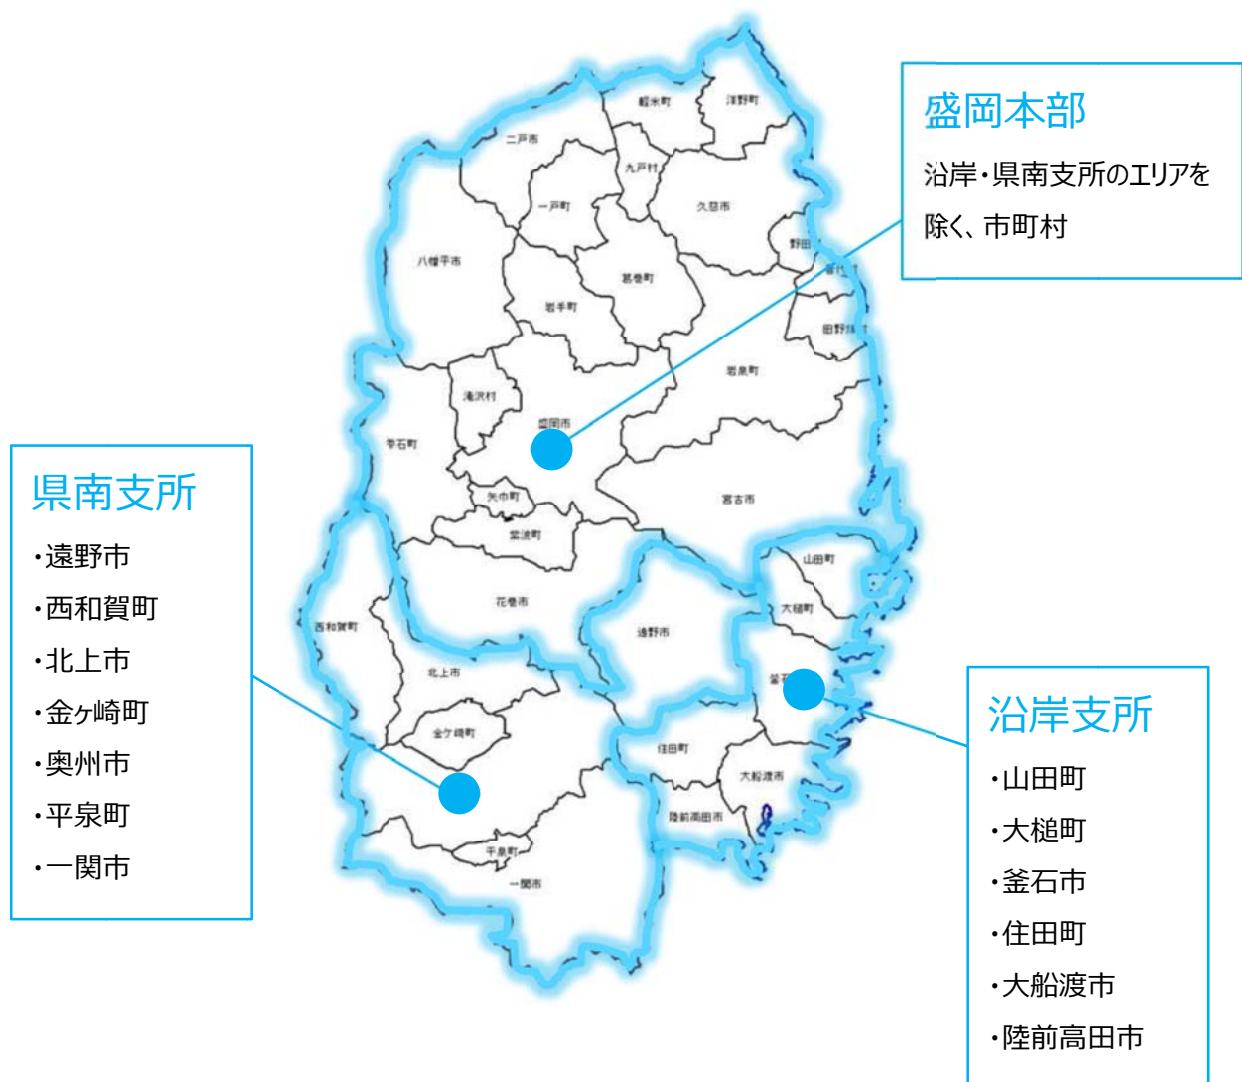 盛岡本部
沿岸・県南支所のエリアを
除く、市町村
軽米町
洋野町
二戸市
九戸村
一戸町
久慈市
野田
八幡平市
葛巻町
岩手町
田野畑村
岩泉町
滝沢村
盛岡市
雫石町
宮古市
矢巾町
紫波町
山田町
花巻市
大槌町
遠野市
西和賀町
北上市
釜石
金ケ崎町
住田町
大船渡市
陸前高田市
平泉町
一関市
県南支所
・遠野市
・西和賀町
・北上市
・金ヶ崎町
・奥州市
・平泉町
・一関市
沿岸支所
・山田町
・大槌町
・釜石市
・住田町
・大船渡市
・陸前高田市